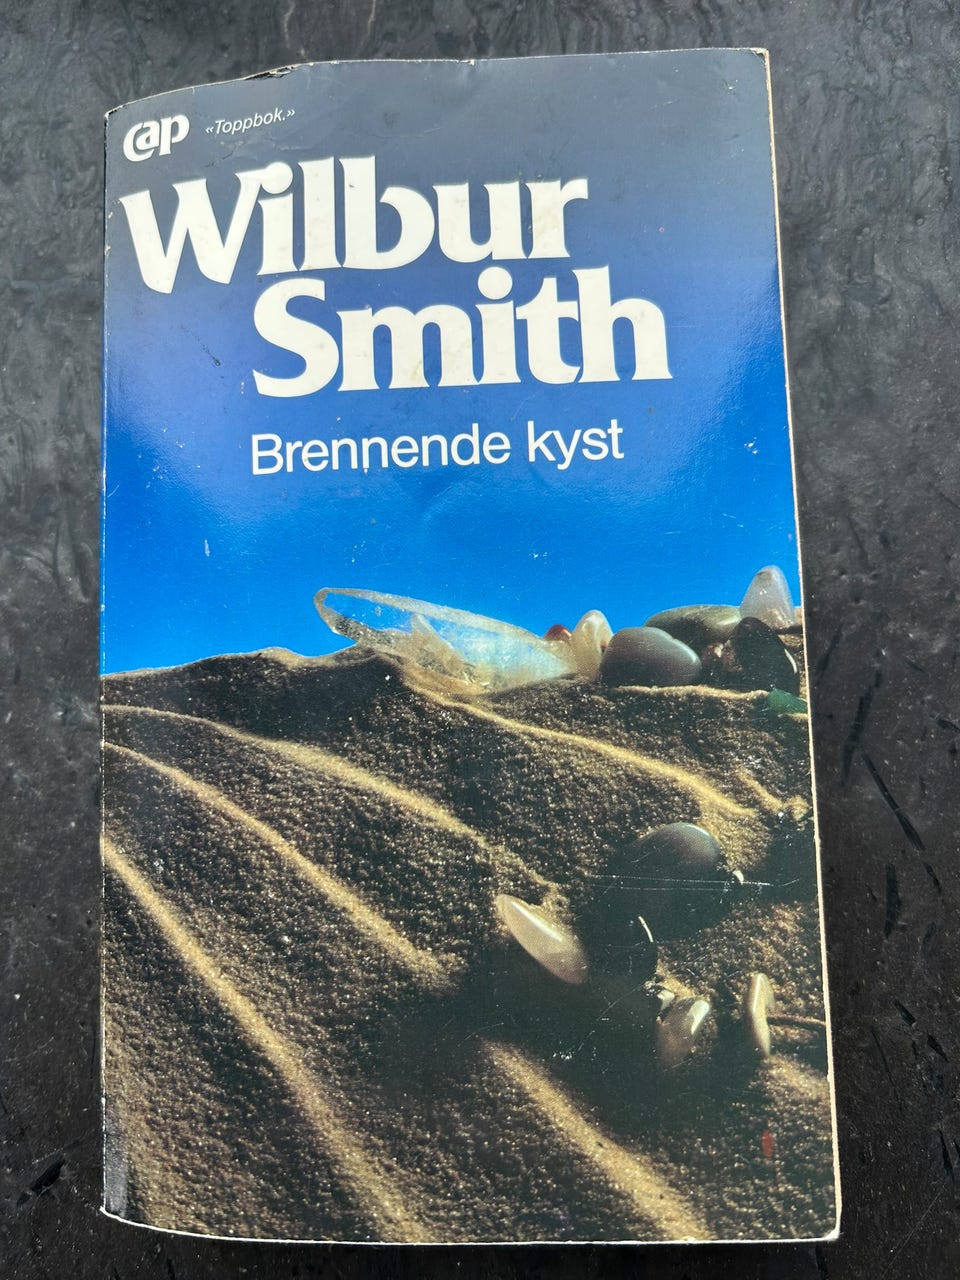 cap «Toppbok.»
Wilbur
Smith
Brennende kyst